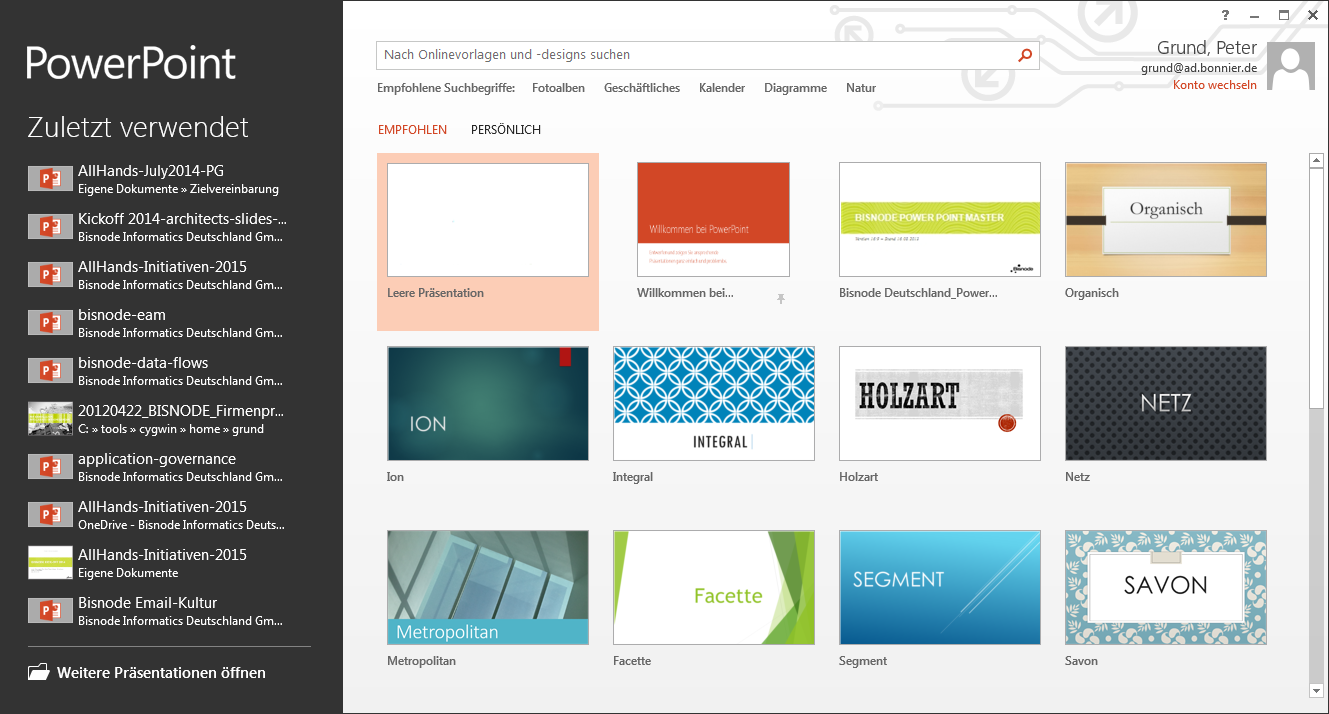 PowerPoint
Zuletzt verwendet
AllHands-July2014-PG
Eigene Dokumente » Zielvereinbarung
Kickoff 2014-architects-slides-...
Bisnode Informatics Deutschland Gm...
AllHands-Initiativen-2015
Bisnode Informatics Deutschland Gm...
bisnode-eam
Bisnode Informatics Deutschland Gm...
bisnode-data-flows
Bisnode Informatics Deutschland Gm...
20120422_BISNODE_Firmenpr...
C: » tools » cygwin » home » grund
application-governance
Bisnode Informatics Deutschland Gm...
AllHands-Initiativen-2015
OneDrive - Bisnode Informatics Deuts...
AllHands-Initiativen-2015
Eigene Dokumente
Bisnode Email-Kultur
Bisnode Informatics Deutschland Gm...
Weitere Präsentationen öffnen
?
Nach Onlinevorlagen und -designs suchen
Grund, Peter
grund@ad.bonnier.de
Konto wechseln
Empfohlene Suchbegriffe: Fotoalben Geschäftliches Kalender Diagramme Natur
EMPFOHLEN PERSÖNLICH
Leere Präsentation
Willkommen bei PowerPoint
Willkommen bei...
BISNODE POWER POINT MASTER
Bisnode
Bisnode Deutschland_Power...
Organisch
Organisch
ION
Ion
INTEGRAL
Integral
HOLZART
Holzart
NETZ
Netz
Metropolitan
Metropolitan
Facette
Facette
SEGMENT
Segment
SAVON
Savon